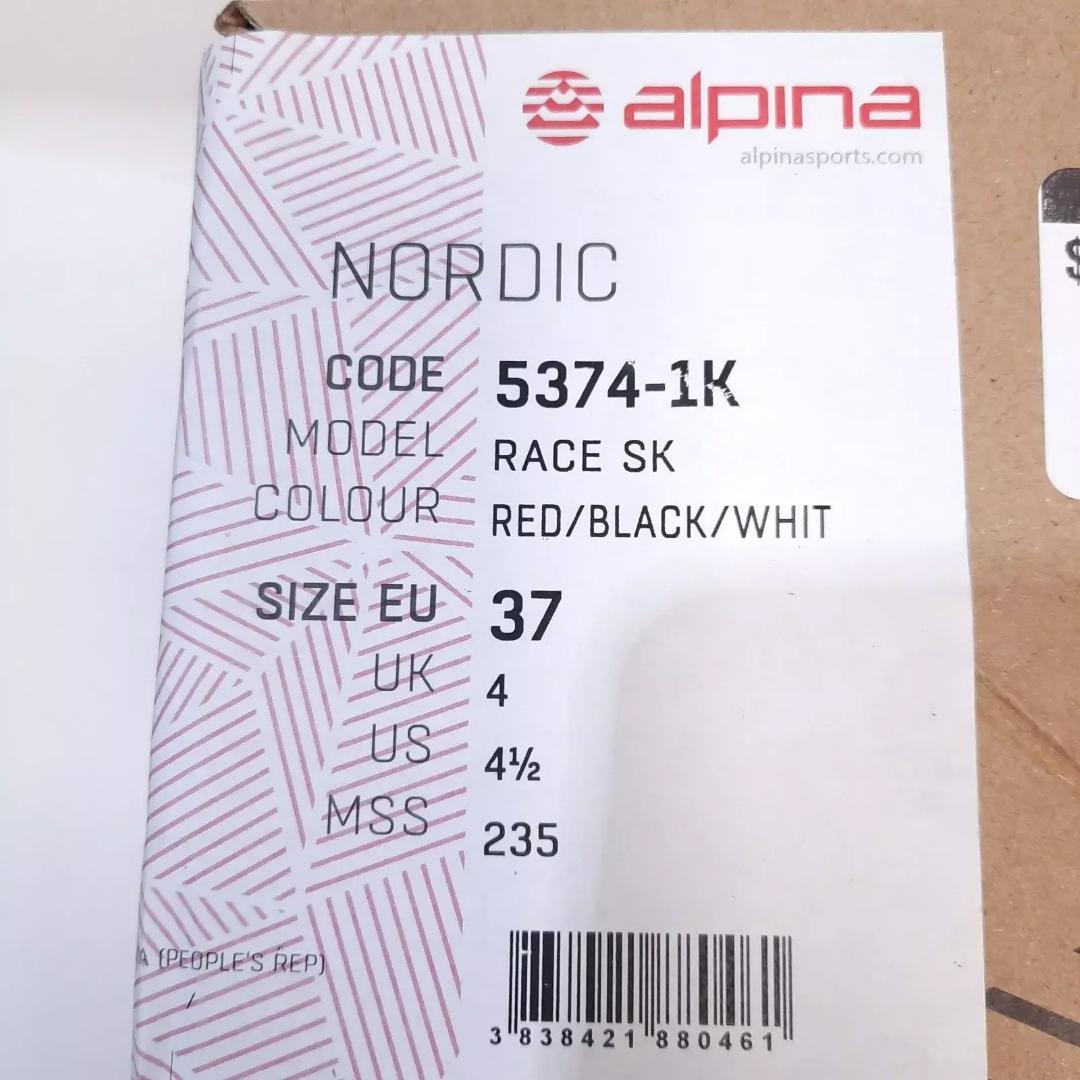 alpina
alpinasports.com
NORDIC
CODE 5374-1K
MODEL RACE SK
COLOUR RED/BLACK/WHIT
SIZE EU 37
UK 4
US 4½
MSS 235
(PEOPLE'S REP)
3 838421 880461
$